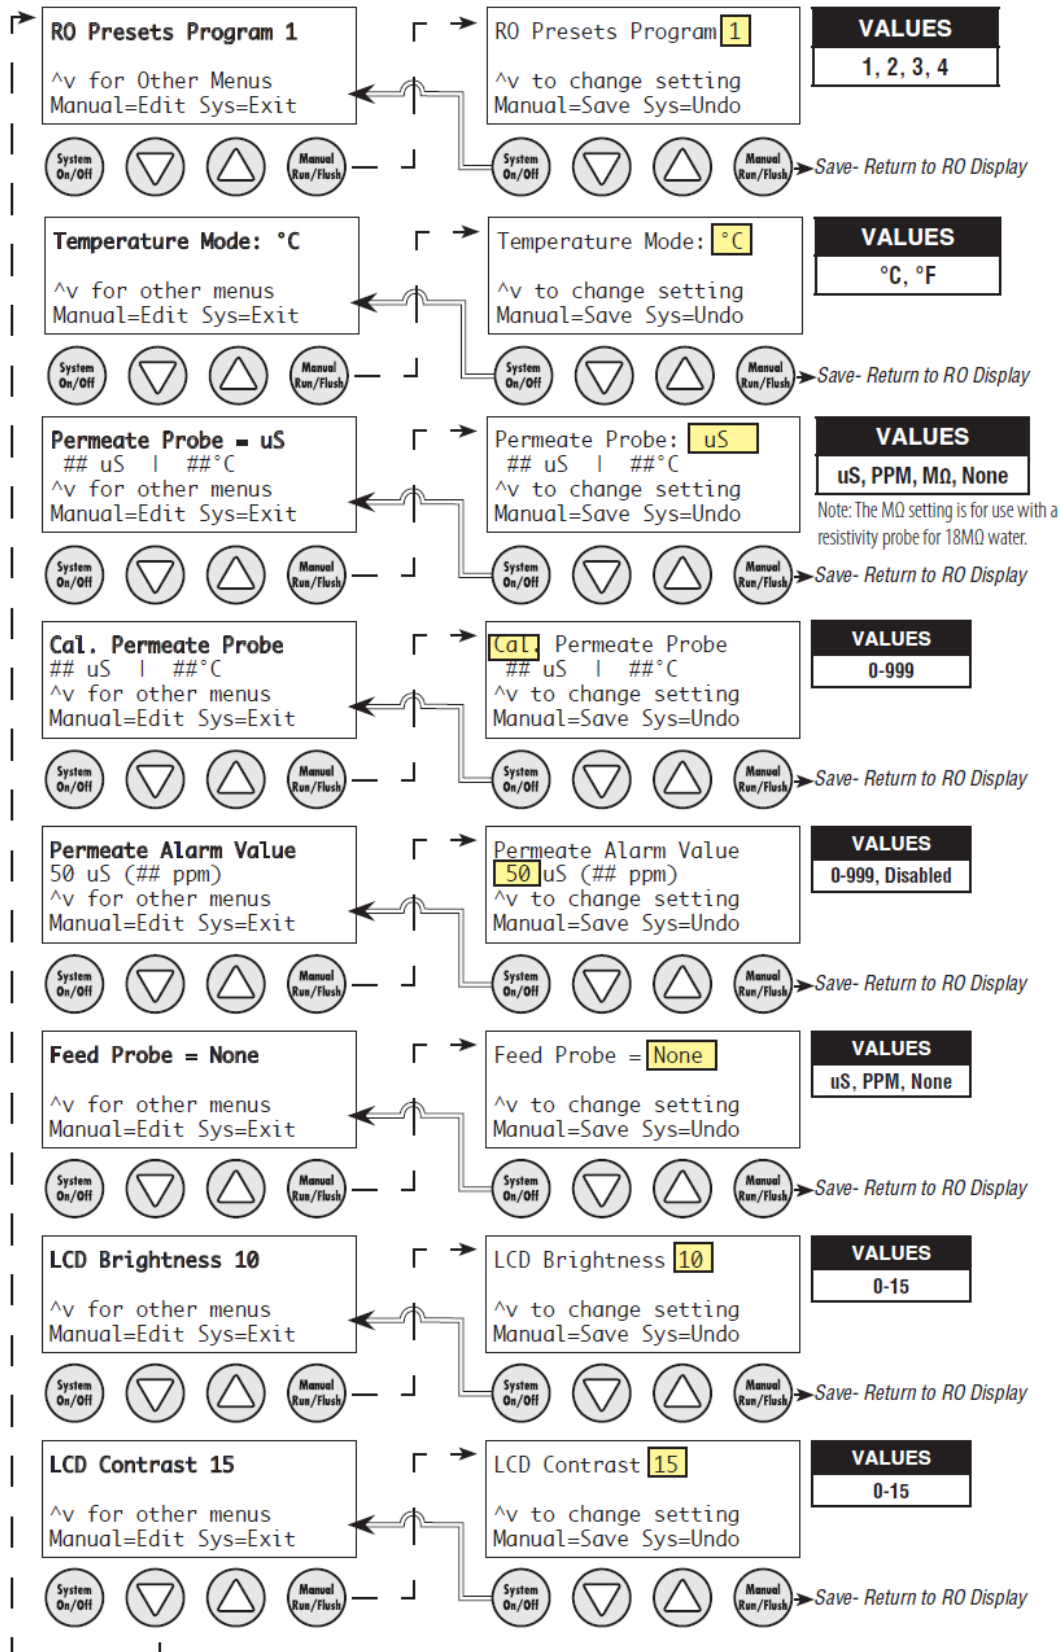 RO Presets Program 1
^v for Other Menus
Manual=Edit Sys=Exit
System On/Off
Manual Run/Flush
RO Presets Program 1
^v to change setting
Manual=Save Sys=Undo
System On/Off
Manual Run/Flush
Save- Return to RO Display
VALUES
1, 2, 3, 4
Temperature Mode: °C
^v for other menus
Manual=Edit Sys=Exit
System On/Off
Manual Run/Flush
Temperature Mode: °C
^v to change setting
Manual=Save Sys=Undo
System On/Off
Manual Run/Flush
Save- Return to RO Display
VALUES
°C, °F
Permeate Probe = uS
## uS | ##°C
^v for other menus
Manual=Edit Sys=Exit
System On/Off
Manual Run/Flush
Permeate Probe: uS
## uS | ##°C
^v to change setting
Manual=Save Sys=Undo
System On/Off
Manual Run/Flush
VALUES
uS, PPM, MΩ, None
Note: The MΩ setting is for use with a
resistivity probe for 18MΩ water.
Save- Return to RO Display
Cal. Permeate Probe
## uS | ##°C
^v for other menus
Manual=Edit Sys=Exit
System On/Off
Manual Run/Flush
Cal. Permeate Probe
## uS | ##°C
^v to change setting
Manual=Save Sys=Undo
System On/Off
Manual Run/Flush
Save- Return to RO Display
VALUES
0-999
Permeate Alarm Value
50 uS (## ppm)
^v for other menus
Manual=Edit Sys=Exit
System On/Off
Manual Run/Flush
Permeate Alarm Value
50 uS (## ppm)
^v to change setting
Manual=Save Sys=Undo
System On/Off
Manual Run/Flush
Save- Return to RO Display
VALUES
0-999, Disabled
Feed Probe = None
^v for other menus
Manual=Edit Sys=Exit
System On/Off
Manual Run/Flush
Feed Probe = None
^v to change setting
Manual=Save Sys=Undo
System On/Off
Manual Run/Flush
Save- Return to RO Display
VALUES
uS, PPM, None
LCD Brightness 10
^v for other menus
Manual=Edit Sys=Exit
System On/Off
Manual Run/Flush
LCD Brightness 10
^v to change setting
Manual=Save Sys=Undo
System On/Off
Manual Run/Flush
Save- Return to RO Display
VALUES
0-15
LCD Contrast 15
^v for other menus
Manual=Edit Sys=Exit
System On/Off
Manual Run/Flush
LCD Contrast 15
^v to change setting
Manual=Save Sys=Undo
System On/Off
Manual Run/Flush
Save- Return to RO Display
VALUES
0-15